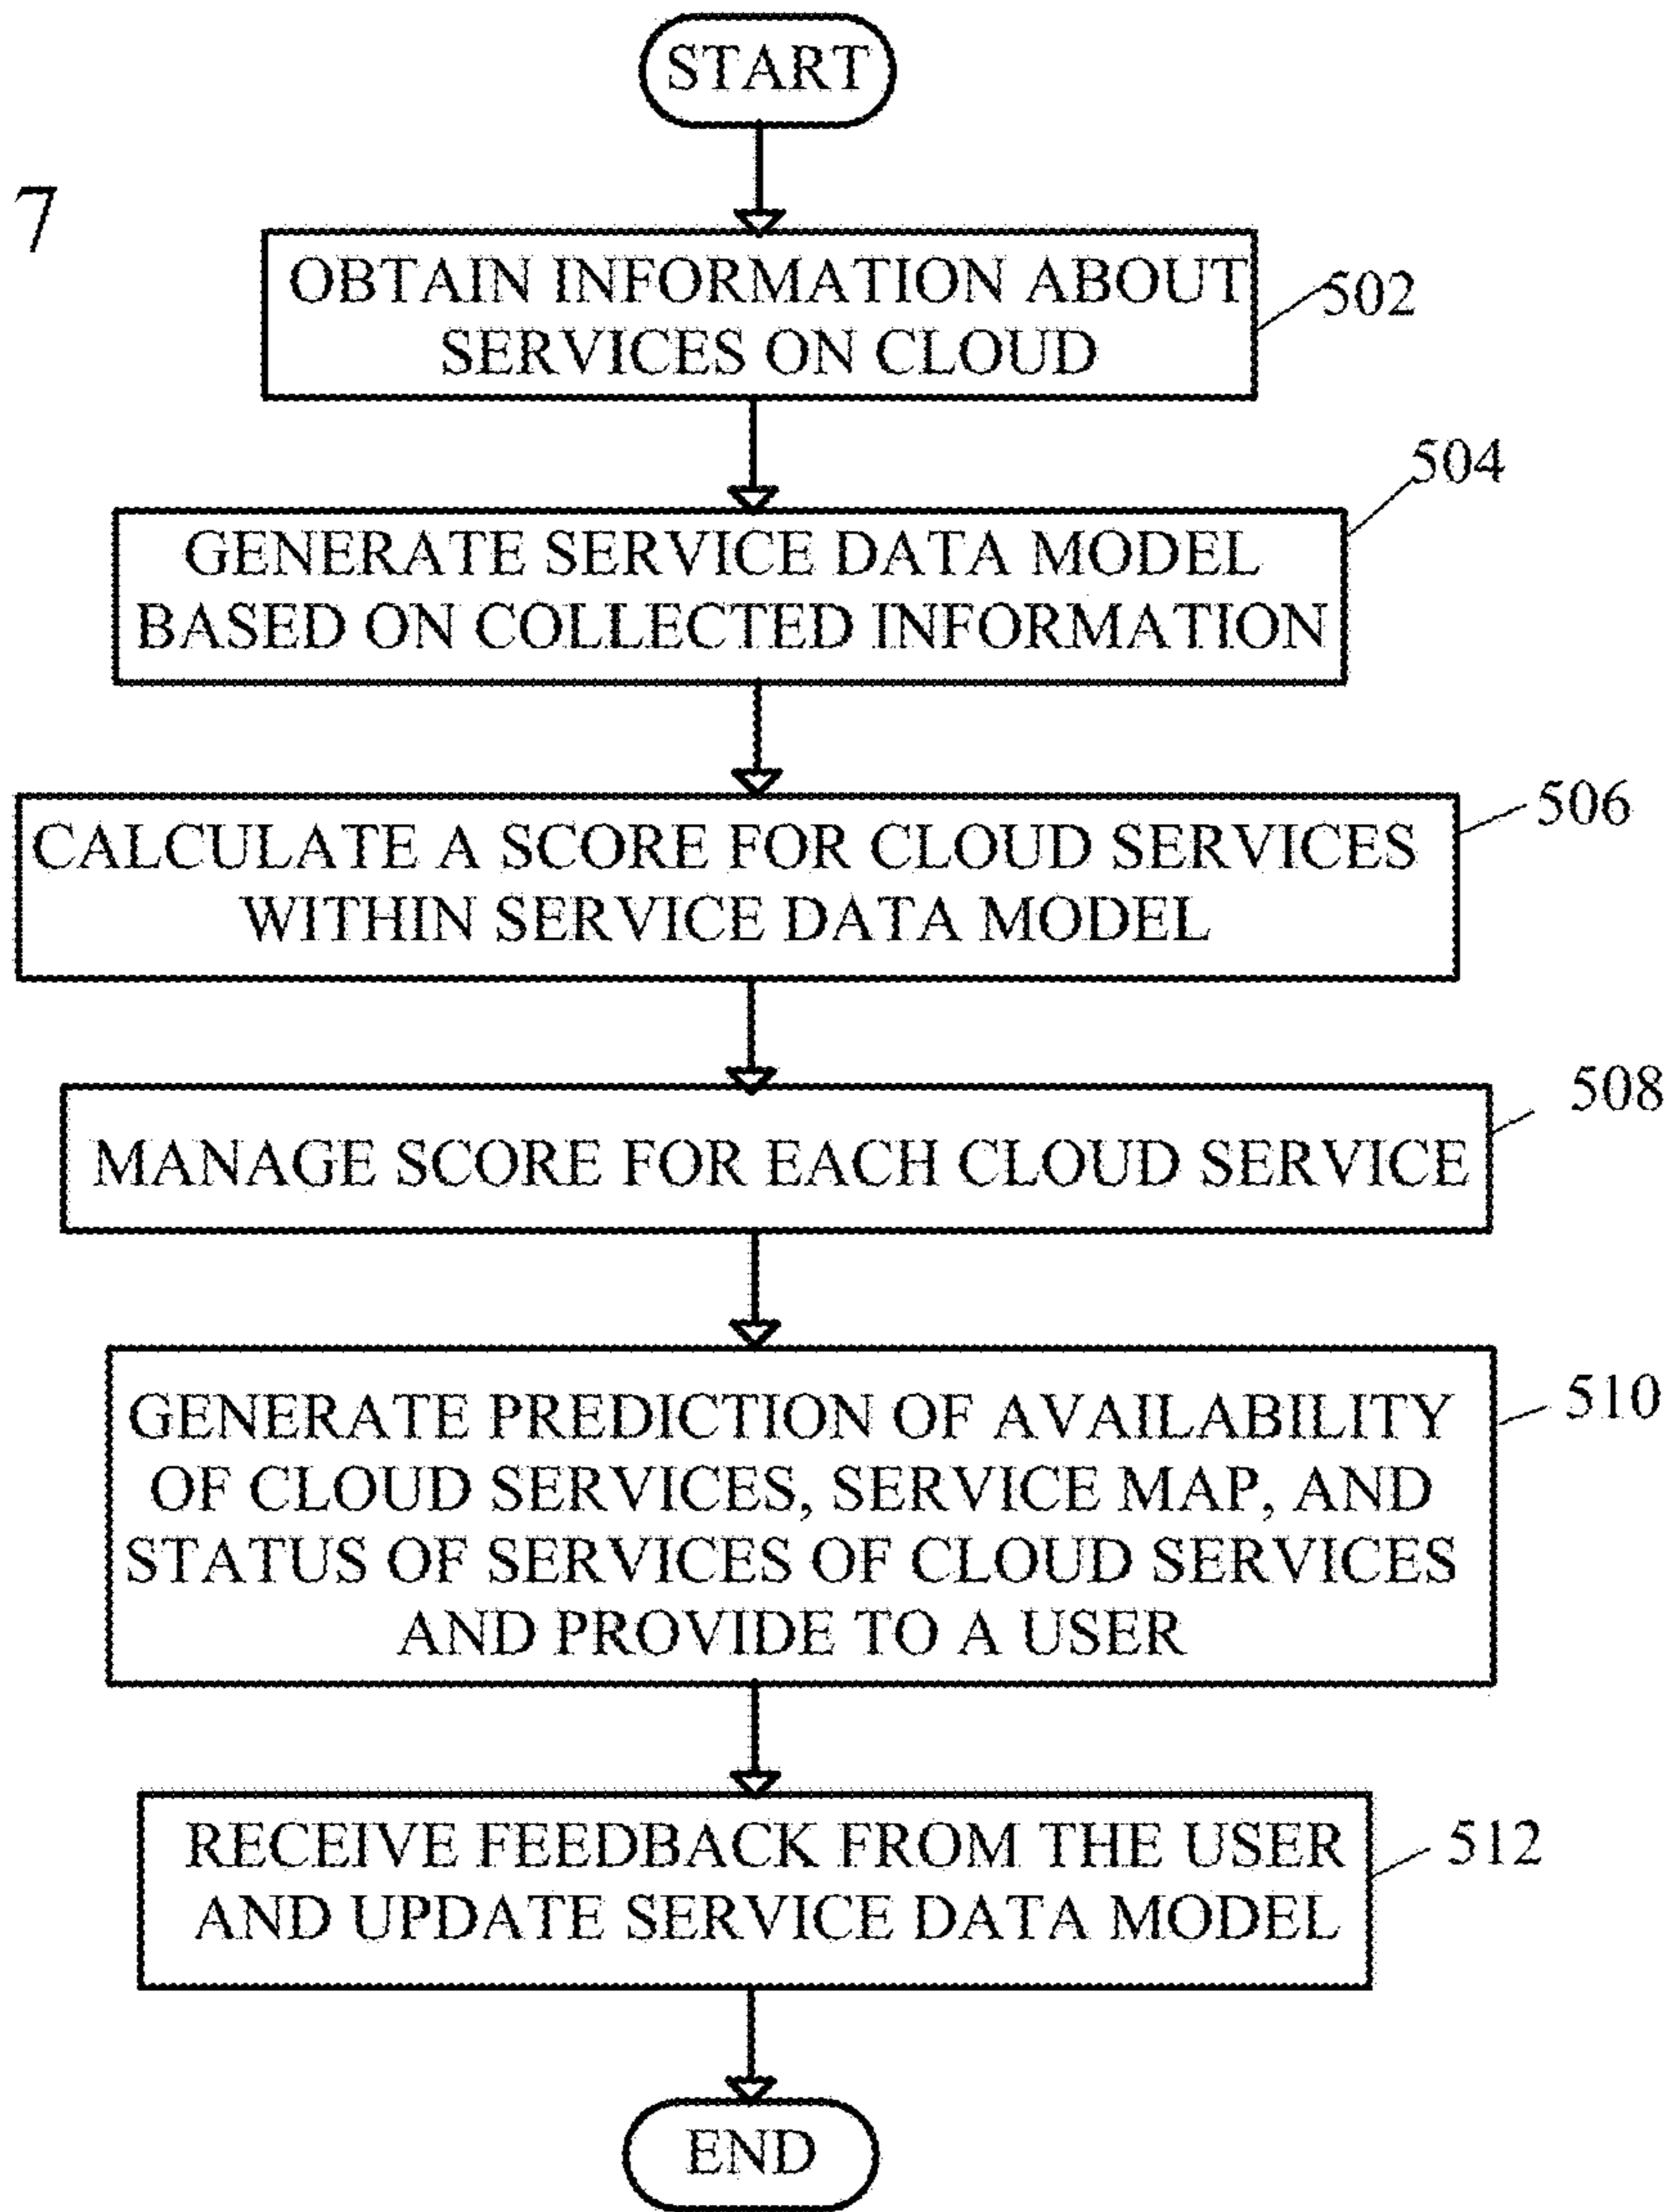 START
7
OBTAIN INFORMATION ABOUT
SERVICES ON CLOUD
502
504
GENERATE SERVICE DATA MODEL
BASED ON COLLECTED INFORMATION
506
CALCULATE A SCORE FOR CLOUD SERVICES
WITHIN SERVICE DATA MODEL
508
MANAGE SCORE FOR EACH CLOUD SERVICE
510
GENERATE PREDICTION OF AVAILABILITY
OF CLOUD SERVICES, SERVICE MAP, AND
STATUS OF SERVICES OF CLOUD SERVICES
AND PROVIDE TO A USER
RECEIVE FEEDBACK FROM THE USER
AND UPDATE SERVICE DATA MODEL
512
END